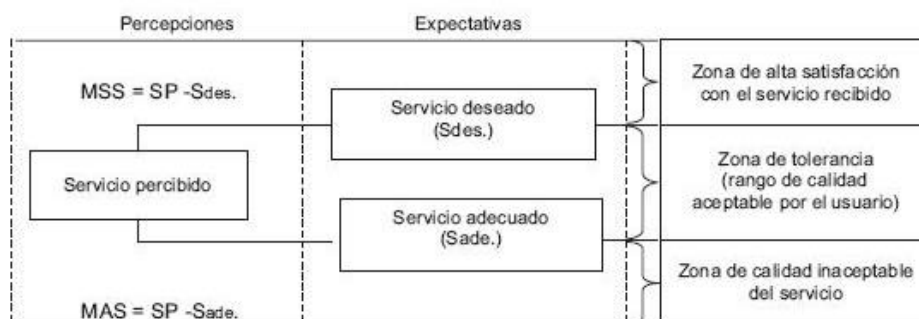 Percepciones
Expectativas
MSS = SP -Sdes.
Servicio deseado
(Sdes.)
Zona de alta satisfacción
con el servicio recibido
Servicio percibido
Zona de tolerancia
(rango de calidad
aceptable por el usuario)
Servicio adecuado
(Sade.)
Zona de calidad inaceptable
del servicio
MAS = SP -Sade.